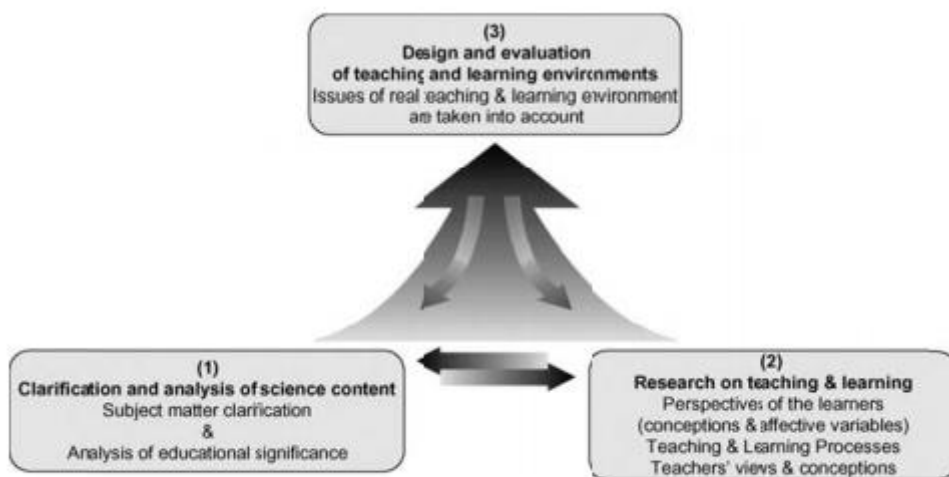 (3)
Design and evaluation
of teaching and learning environments
Issues of real teaching & learning environment
are taken into account
(1)
Clarification and analysis of science content
Subject matter clarification
&
Analysis of educational significance
(2)
Research on teaching & learning
Perspectives of the learners
(conceptions & affective variables)
Teaching & Learning Processes
Teachers' views & conceptions